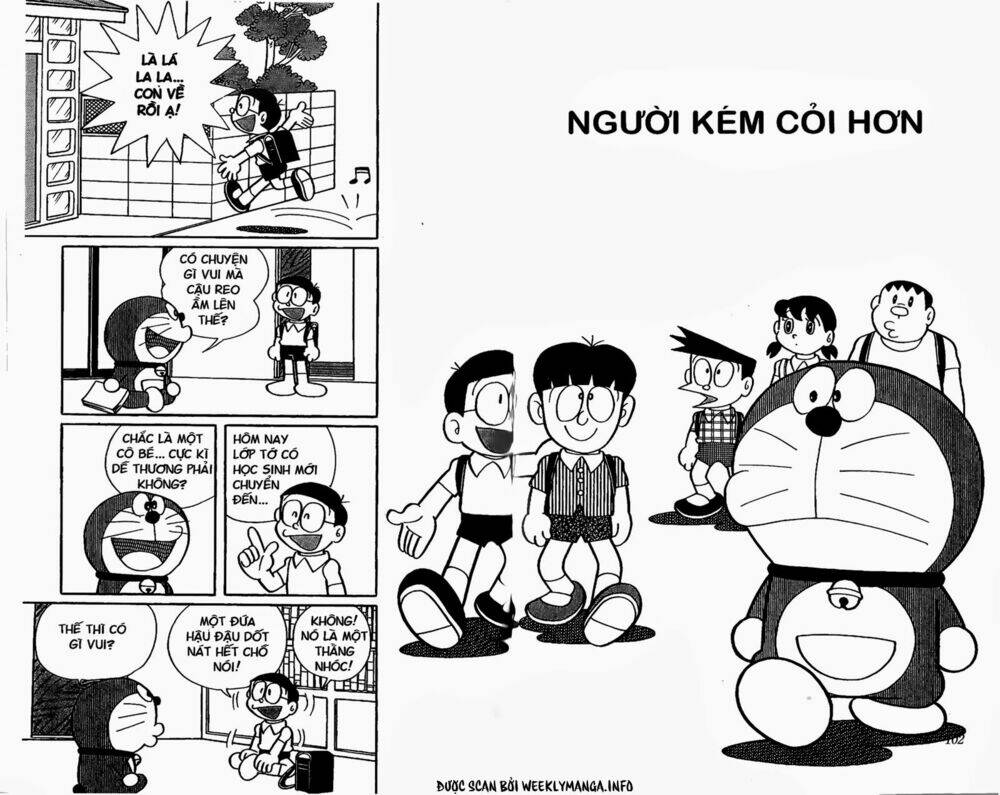 NGƯỜI KÉM CỎI HƠN
102
LÀ LÁ
LA LA...
CON VỀ
RỒI Ạ!
CÓ CHUYỆN
GÌ VUI MÀ
CẬU REO
ẦM LÊN
THẾ?
HÔM NAY
LỚP TỚ CÓ
HỌC SINH MỚI
CHUYỂN
ĐẾN...
CHẮC LÀ MỘT
CÔ BÉ... CỰC KÌ
DỄ THƯƠNG PHẢI
KHÔNG?
KHÔNG!
NÓ LÀ MỘT
THẰNG
NHÓC!
MỘT ĐỨA
HẬU ĐẬU DỐT
NÁT HẾT CHỖ
NÓI!
THẾ THÌ CÓ
GÌ VUI?
ĐƯỢC SCAN BỞI WEEKLYMANGA.INFO